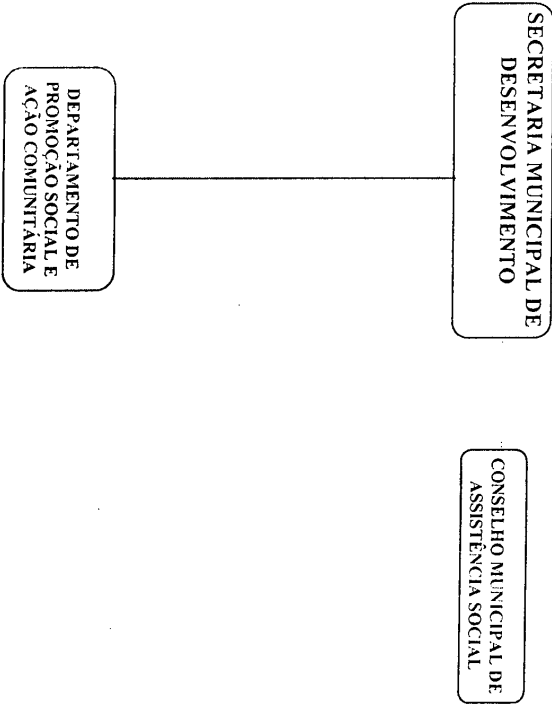 SECRETARIA MUNICIPAL DE
DESENVOLVIMENTO
CONSELHO MUNICIPAL DE
ASSISTÊNCIA SOCIAL
DEPARTAMENTO DE
PROMOÇÃO SOCIAL E
AÇÃO COMUNITÁRIA